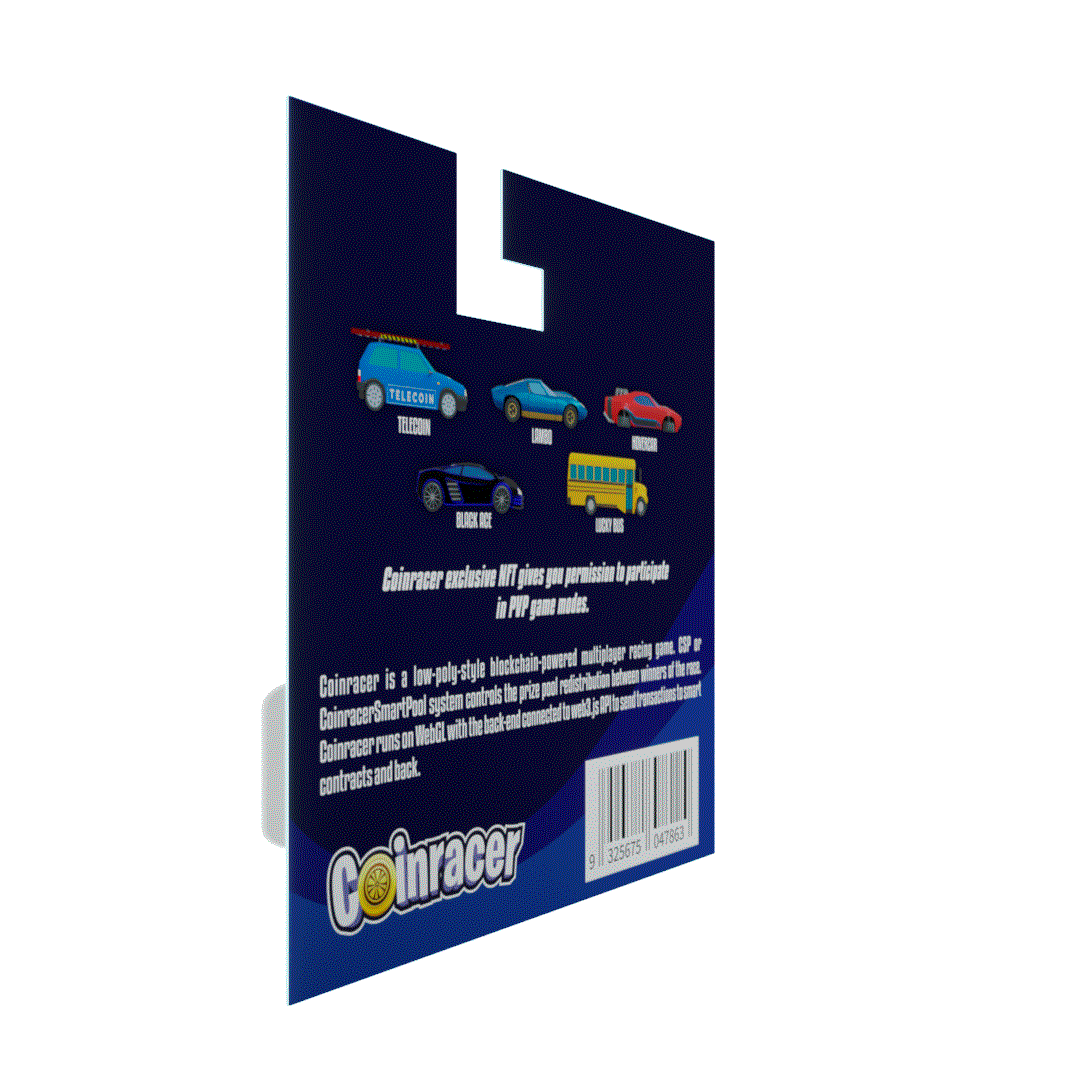 TELECOIN
TELECOIN
LAMBO
BLACK ACE
LUCKY BUS
Coinracer exclusive NFT gives you permission to participate
in PVP game modes.
Coinracer is a low-poly-style blockchain-powered multiplayer racing game. CSP or
CoinracerSmartPool system controls the prize pool redistribution between winners of the race.
Coinracer runs on WebGL with the back-end connected to web3.js API to send transactions to smart
contracts and back.
Coinracer
9 325675 047863